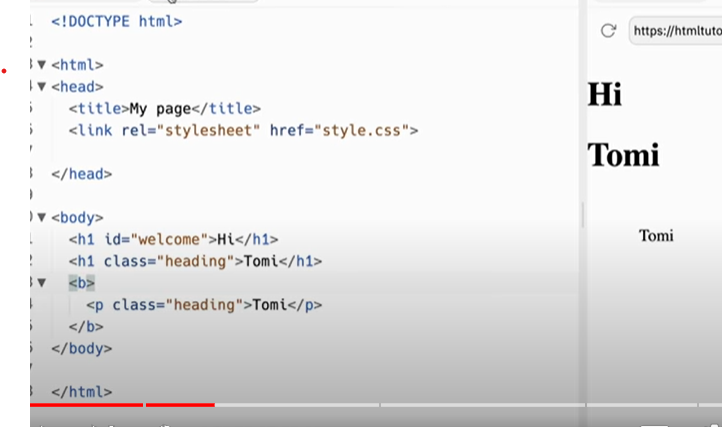 <!DOCTYPE html>
<html>
<head>
<title>My page</title>
<link rel="stylesheet" href="style.css">
</head>
<body>
<h1 id="welcome">Hi</h1>
<h1 class="heading">Tomi</h1>
<b>
<p class="heading">Tomi</p>
</b>
</body>
</html>
https://htmltuto
Hi
Tomi
Tomi